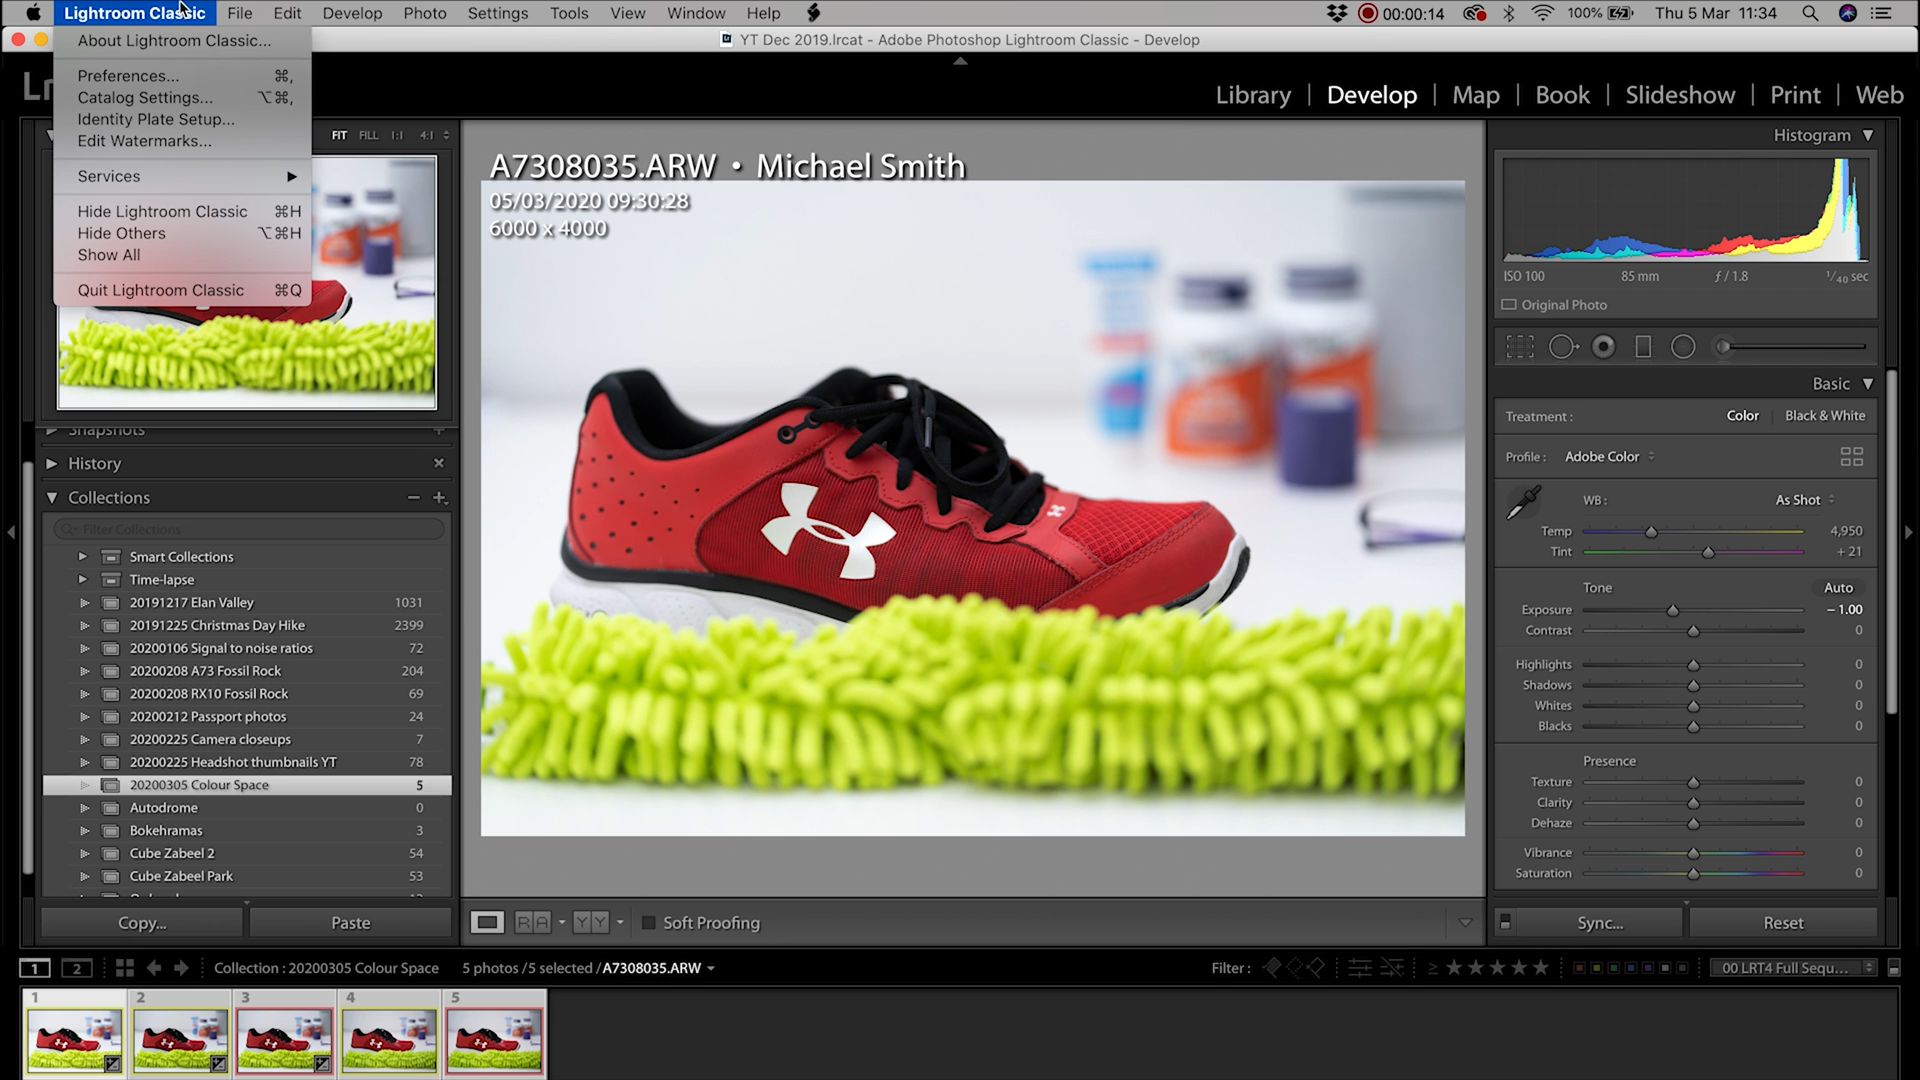 Lightroom Classic File Edit Develop Photo Settings Tools View Window Help
00:00:14 100% Thu 5 Mar 11:34
YT Dec 2019.lrcat - Adobe Photoshop Lightroom Classic - Develop
About Lightroom Classic...
Preferences... ⌘,
Catalog Settings... ⌥⌘,
Identity Plate Setup...
Edit Watermarks...
Services
Hide Lightroom Classic ⌘H
Hide Others ⌥⌘H
Show All
Quit Lightroom Classic ⌘Q
Library | Develop | Map | Book | Slideshow | Print | Web
FIT FILL 1:1 4:1
Snapshots
History
Collections
Filter Collections
Smart Collections
Time-lapse
20191217 Elan Valley 1031
20191225 Christmas Day Hike 2399
20200106 Signal to noise ratios 72
20200208 A73 Fossil Rock 204
20200208 RX10 Fossil Rock 69
20200212 Passport photos 24
20200225 Camera closeups 7
20200225 Headshot thumbnails YT 78
20200305 Colour Space 5
Autodrome 0
Bokehramas 3
Cube Zabeel 2 54
Cube Zabeel Park 53
Copy... Paste
A7308035.ARW • Michael Smith
05/03/2020 09:30:28
6000 x 4000
R A Y Y Soft Proofing
Histogram
ISO 100 85 mm ƒ / 1.8 1/40 sec
Original Photo
Basic
Treatment : Color Black & White
Profile : Adobe Color
WB : As Shot
Temp 4,950
Tint + 21
Tone Auto
Exposure – 1.00
Contrast 0
Highlights 0
Shadows 0
Whites 0
Blacks 0
Presence
Texture 0
Clarity 0
Dehaze 0
Vibrance 0
Saturation 0
Sync... Reset
1 2 Collection : 20200305 Colour Space 5 photos /5 selected /A7308035.ARW
Filter : ≥ ★★★★★ 00 LRT4 Full Sequ...
1 2 3 4 5